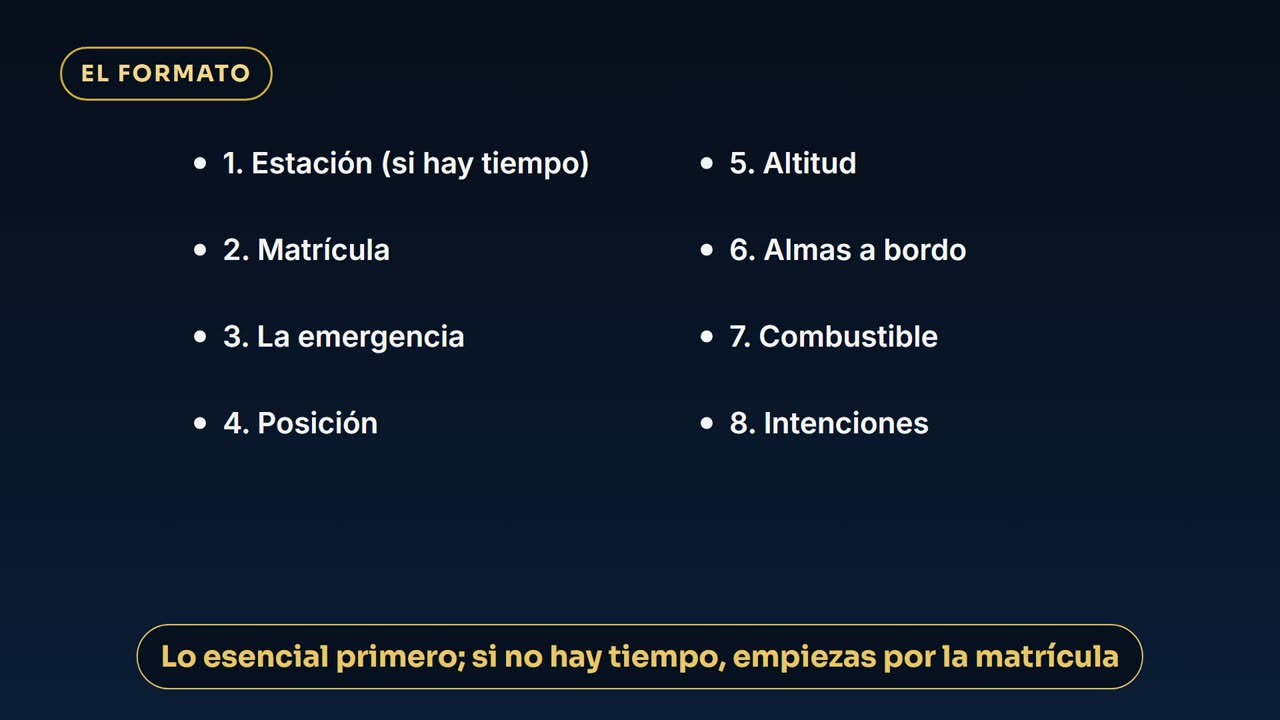 EL FORMATO
• 1. Estación (si hay tiempo)
• 2. Matrícula
• 3. La emergencia
• 4. Posición
• 5. Altitud
• 6. Almas a bordo
• 7. Combustible
• 8. Intenciones
Lo esencial primero; si no hay tiempo, empiezas por la matrícula